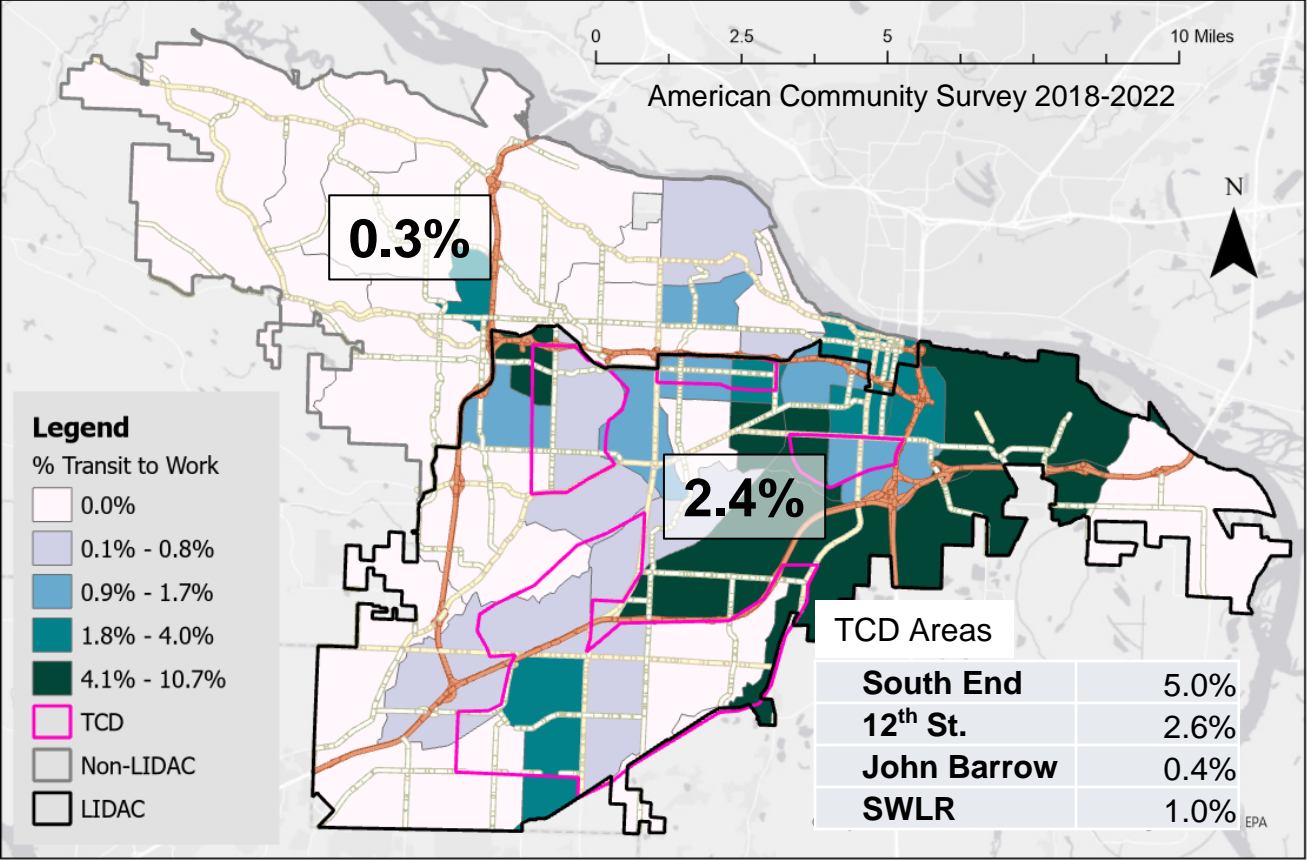 0
2.5
5
10 Miles
American Community Survey 2018-2022
N
0.3%
2.4%
Legend
% Transit to Work
0.0%
0.1% - 0.8%
0.9% - 1.7%
1.8% - 4.0%
4.1% - 10.7%
TCD
Non-LIDAC
LIDAC
TCD Areas
South End 5.0%
12th St. 2.6%
John Barrow 0.4%
SWLR 1.0%
EPA